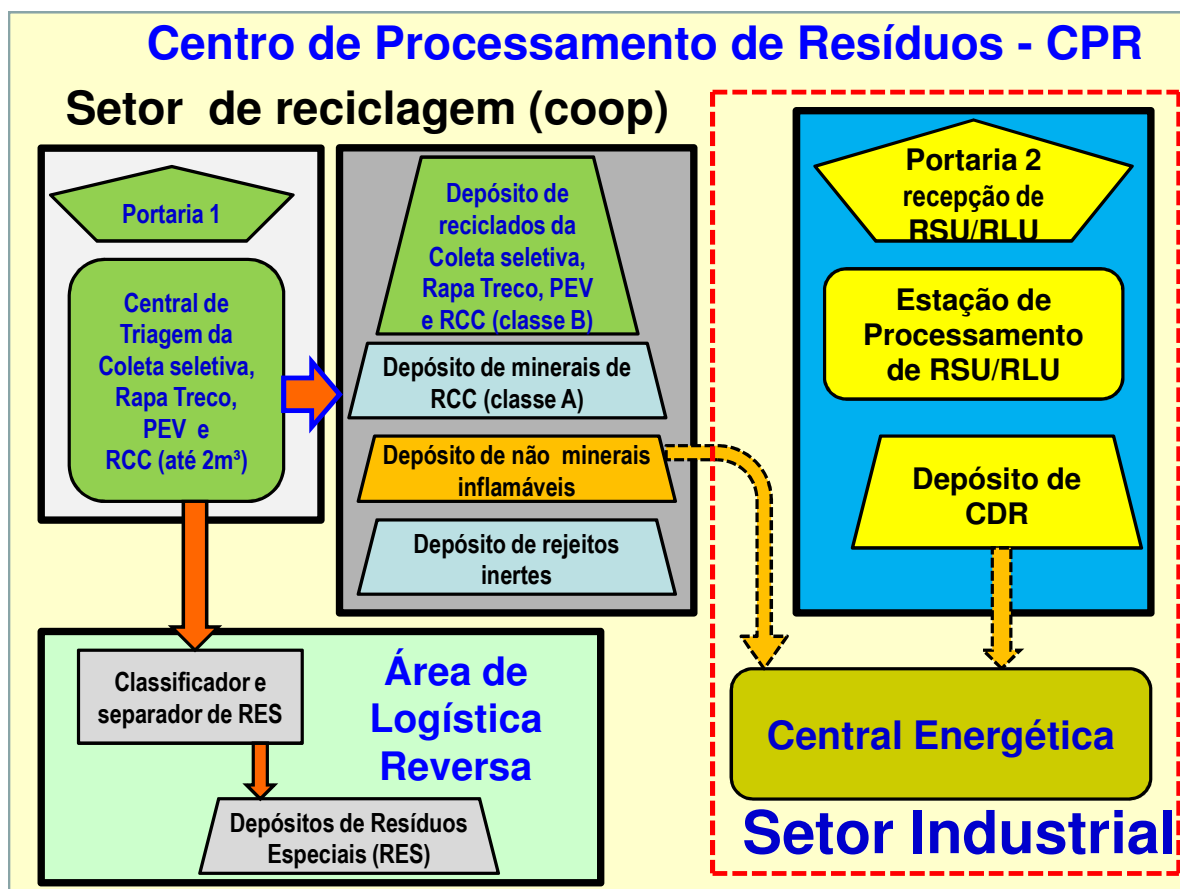 Centro de Processamento de Resíduos - CPR
Setor de reciclagem (coop)
Portaria 1
Central de
Triagem da
Coleta seletiva,
Rapa Treco,
PEV e
RCC (até 2m³)
Depósito de
reciclados da
Coleta seletiva,
Rapa Treco, PEV
e RCC (classe B)
Depósito de minerais de
RCC (classe A)
Depósito de não minerais
inflamáveis
Depósito de rejeitos
inertes
Classificador e
separador de RES
Área de
Logística
Reversa
Depósitos de Resíduos
Especiais (RES)
Portaria 2
recepção de
RSU/RLU
Estação de
Processamento
de RSU/RLU
Depósito de
CDR
Central Energética
Setor Industrial